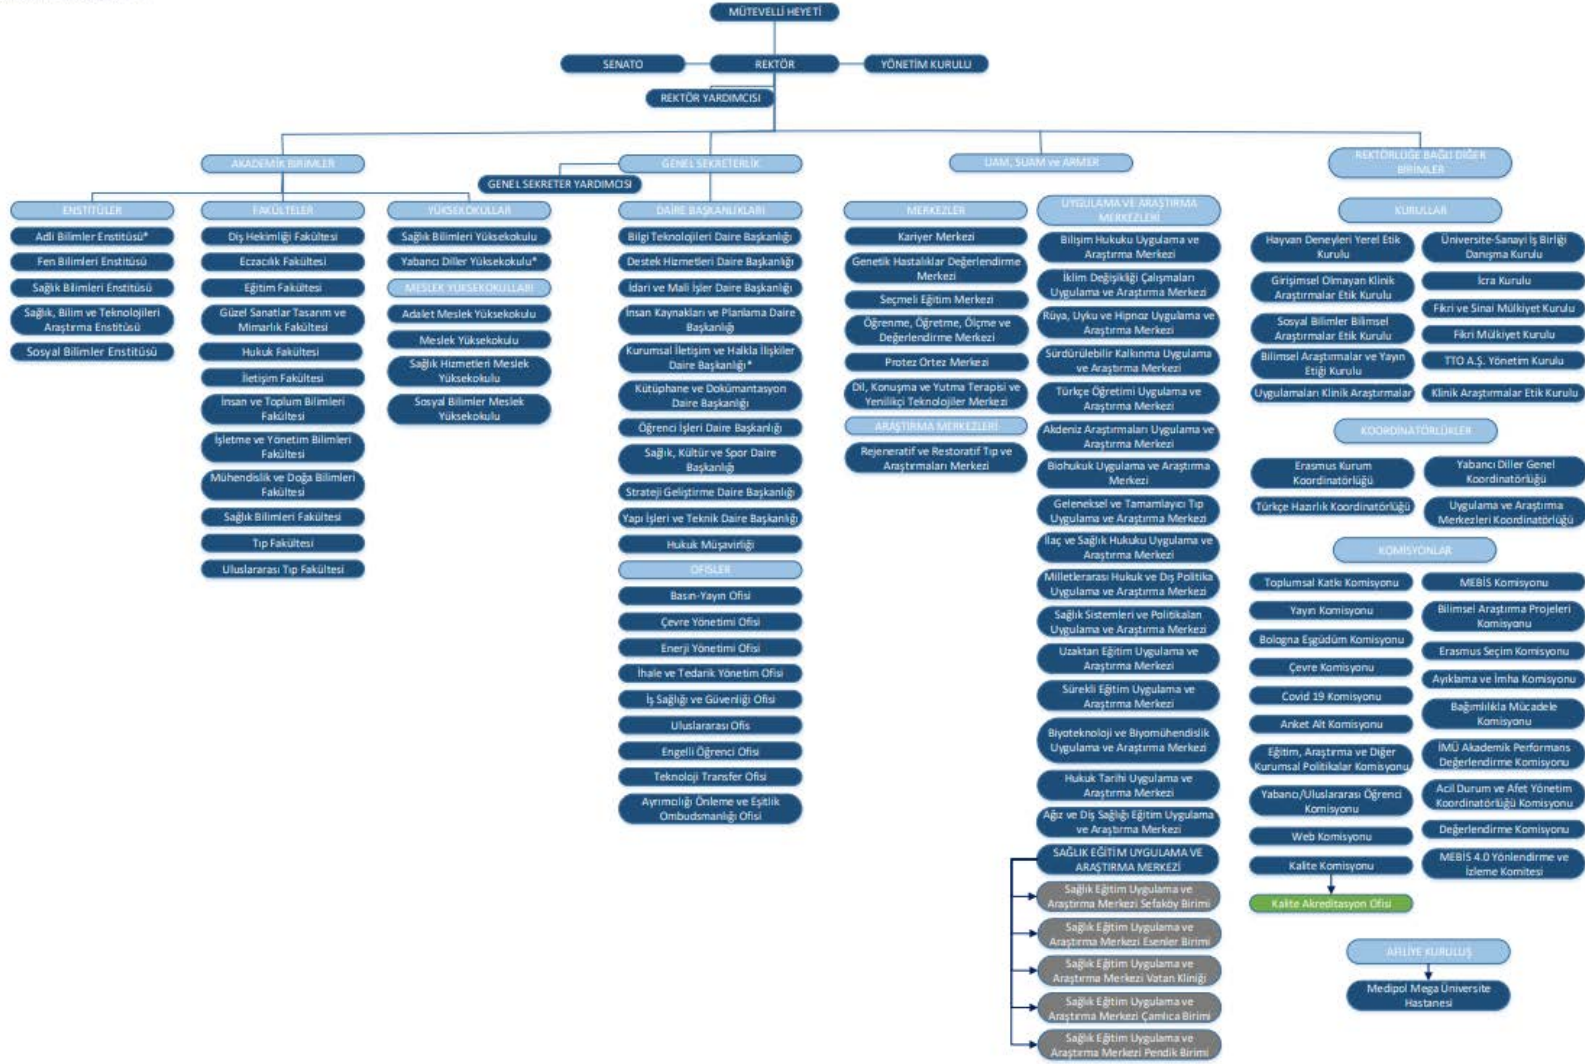 MÜTEVELLİ HEYETİ
SENATO
REKTÖR
YÖNETİM KURULU
REKTÖR YARDIMCISI
AKADEMİK BİRİMLER
GENEL SEKRETERLİK
GENEL SEKRETER YARDIMCISI
UAM, SUAM ve ARMER
REKTÖRLÜĞE BAĞLI DİĞER
BİRİMLER
ENSTİTÜLER
Adli Bilimler Enstitüsü*
Fen Bilimleri Enstitüsü
Sağlık Bilimleri Enstitüsü
Sağlık, Bilim ve Teknolojileri
Araştırma Enstitüsü
Sosyal Bilimler Enstitüsü
FAKÜLTELER
Diş Hekimliği Fakültesi
Eczacılık Fakültesi
Eğitim Fakültesi
Güzel Sanatlar Tasarım ve
Mimarlık Fakültesi
Hukuk Fakültesi
İletişim Fakültesi
İnsan ve Toplum Bilimleri
Fakültesi
İşletme ve Yönetim Bilimleri
Fakültesi
Mühendislik ve Doğa Bilimleri
Fakültesi
Sağlık Bilimleri Fakültesi
Tıp Fakültesi
Uluslararası Tıp Fakültesi
YÜKSEKOKULLAR
Sağlık Bilimleri Yüksekokulu
Yabancı Diller Yüksekokulu*
MESLEK YÜKSEKOKULLARI
Adalet Meslek Yüksekokulu
Meslek Yüksekokulu
Sağlık Hizmetleri Meslek
Yüksekokulu
Sosyal Bilimler Meslek
Yüksekokulu
DAİRE BAŞKANLIKLARI
Bilgi Teknolojileri Daire Başkanlığı
Destek Hizmetleri Daire Başkanlığı
İdari ve Mali İşler Daire Başkanlığı
İnsan Kaynakları ve Planlama Daire
Başkanlığı
Kurumsal İletişim ve Halkla İlişkiler
Daire Başkanlığı*
Kütüphane ve Dokümantasyon
Daire Başkanlığı
Öğrenci İşleri Daire Başkanlığı
Sağlık, Kültür ve Spor Daire
Başkanlığı
Strateji Geliştirme Daire Başkanlığı
Yapı İşleri ve Teknik Daire Başkanlığı
Hukuk Müşavirliği
OFİSLER
Basın-Yayın Ofisi
Çevre Yönetimi Ofisi
Enerji Yönetimi Ofisi
İhale ve Tedarik Yönetim Ofisi
İş Sağlığı ve Güvenliği Ofisi
Uluslararası Ofis
Engelli Öğrenci Ofisi
Teknoloji Transfer Ofisi
Ayrımcılığı Önleme ve Eşitlik
Ombudsmanlığı Ofisi
MERKEZLER
Kariyer Merkezi
Genetik Hastalıklar Değerlendirme
Merkezi
Seçmeli Eğitim Merkezi
Öğrenme, Öğretme, Ölçme ve
Değerlendirme Merkezi
Protez Ortez Merkezi
Dil, Konuşma ve Yutma Terapisi ve
Yenilikçi Teknolojiler Merkezi
ARAŞTIRMA MERKEZLERİ
Rejeneratif ve Restoratif Tıp ve
Araştırmaları Merkezi
UYGULAMA VE ARAŞTIRMA
MERKEZLERİ
Bilişim Hukuku Uygulama ve
Araştırma Merkezi
İklim Değişikliği Çalışmaları
Uygulama ve Araştırma Merkezi
Rüya, Uyku ve Hipnoz Uygulama ve
Araştırma Merkezi
Sürdürülebilir Kalkınma Uygulama
ve Araştırma Merkezi
Türkçe Öğretimi Uygulama ve
Araştırma Merkezi
Akdeniz Araştırmaları Uygulama ve
Araştırma Merkezi
Biohukuk Uygulama ve Araştırma
Merkezi
Geleneksel ve Tamamlayıcı Tıp
Uygulama ve Araştırma Merkezi
İlaç ve Sağlık Hukuku Uygulama ve
Araştırma Merkezi
Milletlerarası Hukuk ve Dış Politika
Uygulama ve Araştırma Merkezi
Sağlık Sistemleri ve Politikaları
Uygulama ve Araştırma Merkezi
Uzaktan Eğitim Uygulama ve
Araştırma Merkezi
Sürekli Eğitim Uygulama ve
Araştırma Merkezi
Biyoteknoloji ve Biyomühendislik
Uygulama ve Araştırma Merkezi
Hukuk Tarihi Uygulama ve
Araştırma Merkezi
Ağız ve Diş Sağlığı Eğitim Uygulama
ve Araştırma Merkezi
SAĞLIK EĞİTİM UYGULAMA VE
ARAŞTIRMA MERKEZİ
Sağlık Eğitim Uygulama ve
Araştırma Merkezi Sefaköy Birimi
Sağlık Eğitim Uygulama ve
Araştırma Merkezi Esenler Birimi
Sağlık Eğitim Uygulama ve
Araştırma Merkezi Vatan Kliniği
Sağlık Eğitim Uygulama ve
Araştırma Merkezi Çamlıca Birimi
Sağlık Eğitim Uygulama ve
Araştırma Merkezi Pendik Birimi
KURULLAR
Hayvan Deneyleri Yerel Etik
Kurulu
Girişimsel Olmayan Klinik
Araştırmalar Etik Kurulu
Sosyal Bilimler Bilimsel
Araştırmalar Etik Kurulu
Bilimsel Araştırmalar ve Yayın
Etiği Kurulu
Uygulamaları Klinik Araştırmalar
Üniversite-Sanayi İş Birliği
Danışma Kurulu
İcra Kurulu
Fikri ve Sinai Mülkiyet Kurulu
Fikri Mülkiyet Kurulu
TTO A.Ş. Yönetim Kurulu
Klinik Araştırmalar Etik Kurulu
KOORDİNATÖRLÜKLER
Erasmus Kurum
Koordinatörlüğü
Türkçe Hazırlık Koordinatörlüğü
Yabancı Diller Genel
Koordinatörlüğü
Uygulama ve Araştırma
Merkezleri Koordinatörlüğü
KOMİSYONLAR
Toplumsal Katkı Komisyonu
Yayın Komisyonu
Bologna Eşgüdüm Komisyonu
Çevre Komisyonu
Covid 19 Komisyonu
Anket Alt Komisyonu
Eğitim, Araştırma ve Diğer
Kurumsal Politikalar Komisyonu
Yabancı/Uluslararası Öğrenci
Komisyonu
Web Komisyonu
Kalite Komisyonu
Kalite Akreditasyon Ofisi
MEBİS Komisyonu
Bilimsel Araştırma Projeleri
Komisyonu
Erasmus Seçim Komisyonu
Ayıklama ve İmha Komisyonu
Bağımlılıkla Mücadele
Komisyonu
İMÜ Akademik Performans
Değerlendirme Komisyonu
Acil Durum ve Afet Yönetim
Koordinatörlüğü Komisyonu
Değerlendirme Komisyonu
MEBİS 4.0 Yönlendirme ve
İzleme Komitesi
AFİLİYE KURULUŞ
Medipol Mega Üniversite
Hastanesi